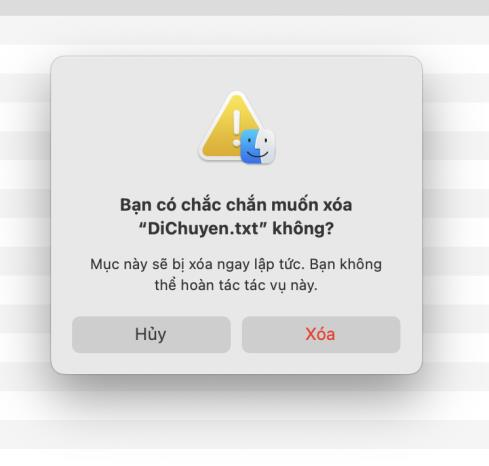 Bạn có chắc chắn muốn xóa
“DiChuyen.txt” không?
Mục này sẽ bị xóa ngay lập tức. Bạn không
thể hoàn tác tác vụ này.
Hủy
Xóa